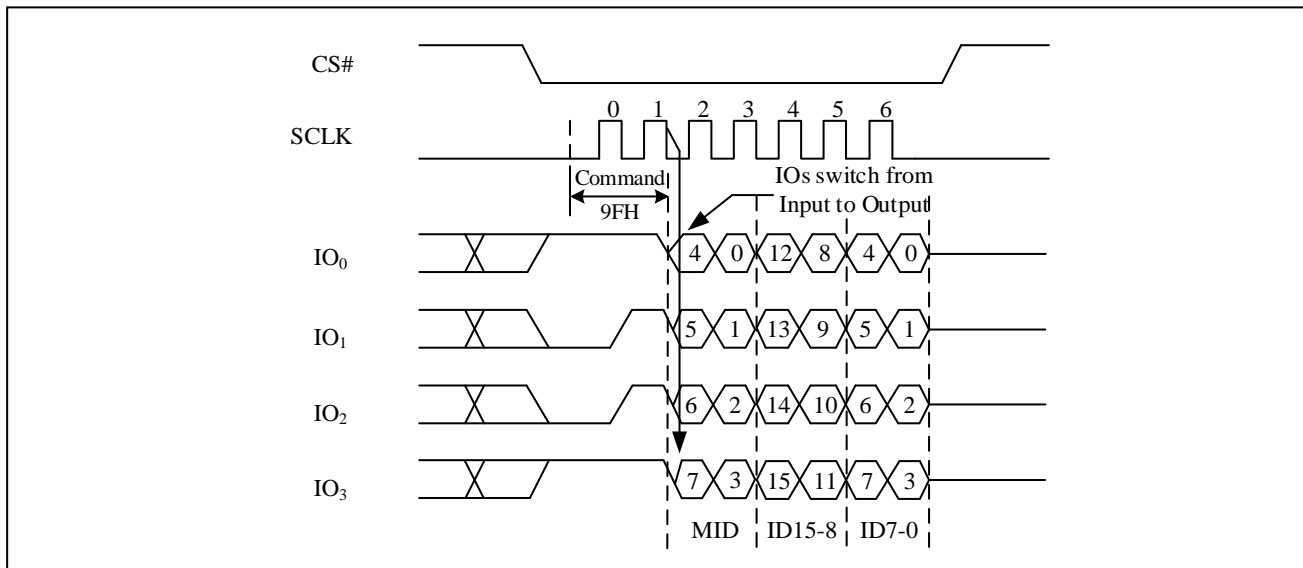 CS#
0 1 2 3 4 5 6
SCLK
Command
9FH
IOs switch from
Input to Output
IO₀ 4 0 12 8 4 0
IO₁ 5 1 13 9 5 1
IO₂ 6 2 14 10 6 2
IO₃ 7 3 15 11 7 3
MID ID15-8 ID7-0